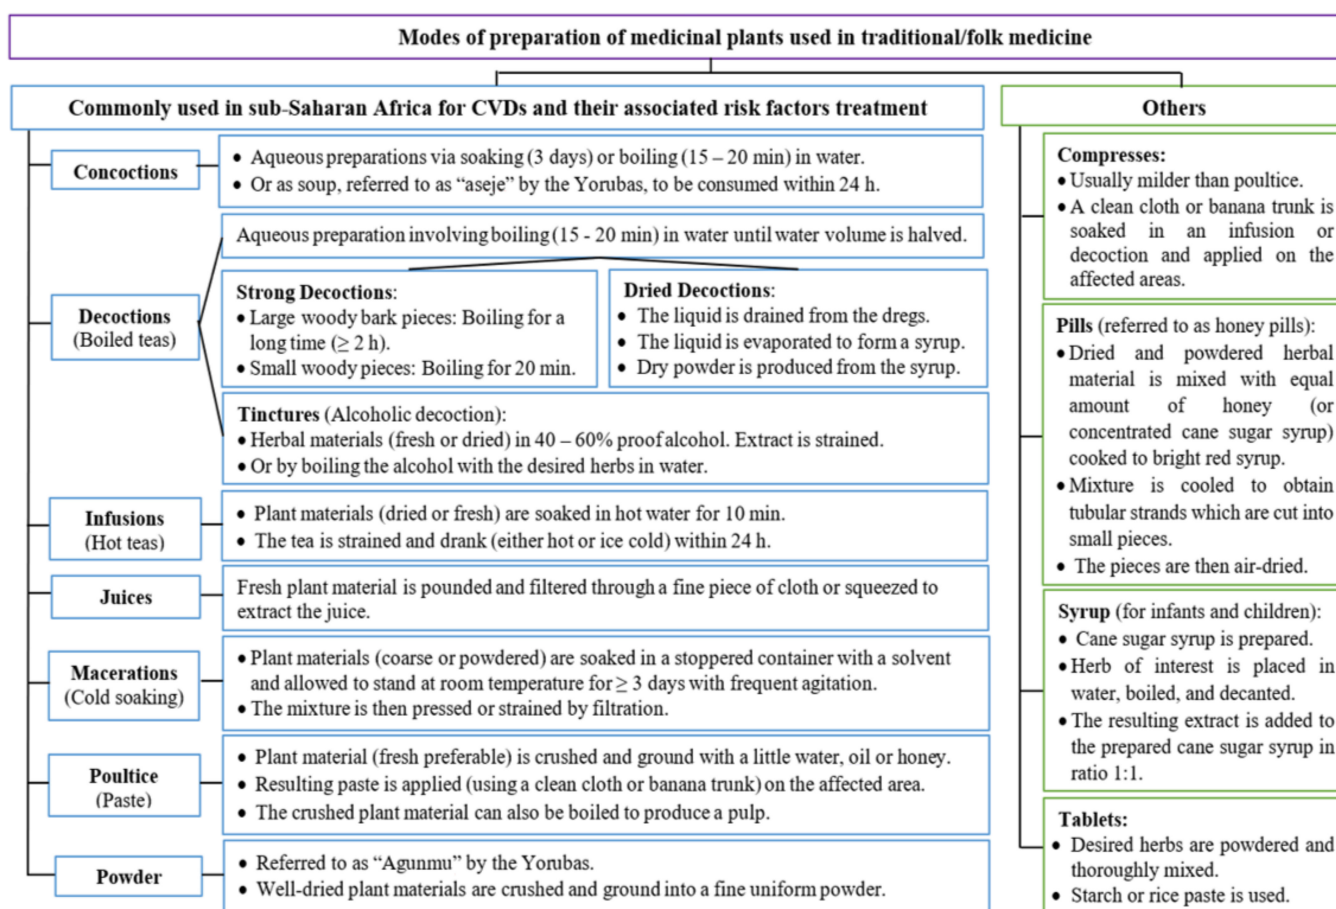 Modes of preparation of medicinal plants used in traditional/folk medicine
Commonly used in sub-Saharan Africa for CVDs and their associated risk factors treatment
Concoctions
• Aqueous preparations via soaking (3 days) or boiling (15 – 20 min) in water.
• Or as soup, referred to as “aseje” by the Yorubas, to be consumed within 24 h.
Decoctions
(Boiled teas)
Aqueous preparation involving boiling (15 - 20 min) in water until water volume is halved.
Strong Decoctions:
• Large woody bark pieces: Boiling for a
long time (≥ 2 h).
• Small woody pieces: Boiling for 20 min.
Dried Decoctions:
• The liquid is drained from the dregs.
• The liquid is evaporated to form a syrup.
• Dry powder is produced from the syrup.
Tinctures (Alcoholic decoction):
• Herbal materials (fresh or dried) in 40 – 60% proof alcohol. Extract is strained.
• Or by boiling the alcohol with the desired herbs in water.
Infusions
(Hot teas)
• Plant materials (dried or fresh) are soaked in hot water for 10 min.
• The tea is strained and drank (either hot or ice cold) within 24 h.
Juices
Fresh plant material is pounded and filtered through a fine piece of cloth or squeezed to
extract the juice.
Macerations
(Cold soaking)
• Plant materials (coarse or powdered) are soaked in a stoppered container with a solvent
and allowed to stand at room temperature for ≥ 3 days with frequent agitation.
• The mixture is then pressed or strained by filtration.
Poultice
(Paste)
• Plant material (fresh preferable) is crushed and ground with a little water, oil or honey.
• Resulting paste is applied (using a clean cloth or banana trunk) on the affected area.
• The crushed plant material can also be boiled to produce a pulp.
Powder
• Referred to as “Agunmu” by the Yorubas.
• Well-dried plant materials are crushed and ground into a fine uniform powder.
Others
Compresses:
• Usually milder than poultice.
• A clean cloth or banana trunk is
soaked in an infusion or
decoction and applied on the
affected areas.
Pills (referred to as honey pills):
• Dried and powdered herbal
material is mixed with equal
amount of honey (or
concentrated cane sugar syrup)
cooked to bright red syrup.
• Mixture is cooled to obtain
tubular strands which are cut into
small pieces.
• The pieces are then air-dried.
Syrup (for infants and children):
• Cane sugar syrup is prepared.
• Herb of interest is placed in
water, boiled, and decanted.
• The resulting extract is added to
the prepared cane sugar syrup in
ratio 1:1.
Tablets:
• Desired herbs are powdered and
thoroughly mixed.
• Starch or rice paste is used.